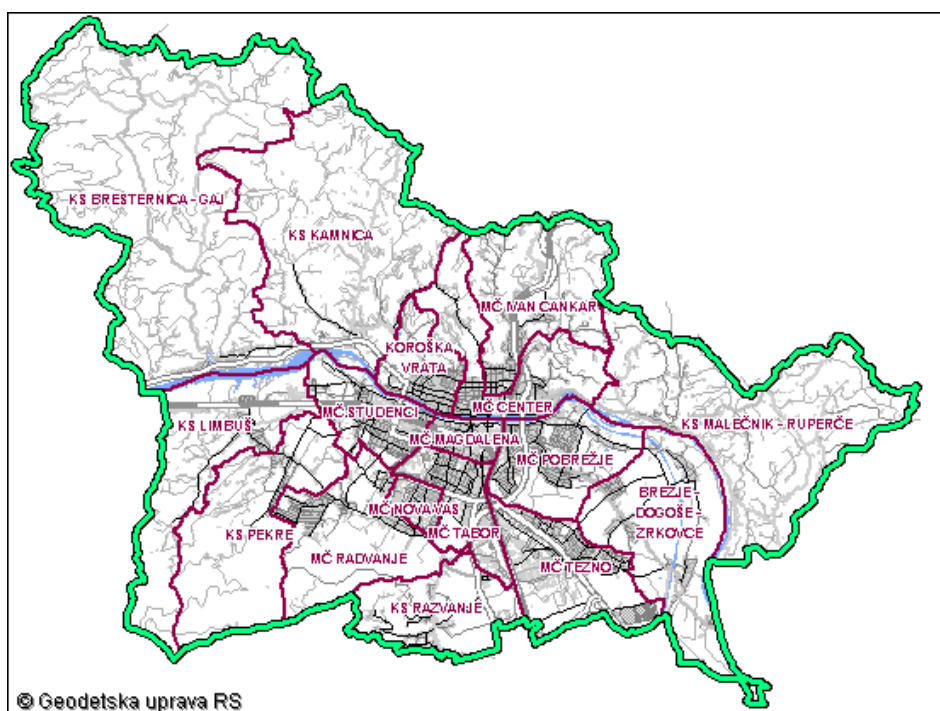 KS BRESTERNICA - GAJ
KS KAMNICA
MČ IVAN CANKAR
KOROŠKA
VRATA
MČ CENTER
MČ STUDENCI
KS LIMBUŠ
KS MALEČNIK - RUPERČE
MČ MAGDALENA
MČ POBREŽJE
BREZJE -
DOGOŠE -
ZRKOVCE
MČ NOVA VAS
KS PEKRE
MČ TABOR
MČ RADVANJE
MČ TEZNO
KS RAZVANJE
© Geodetska uprava RS